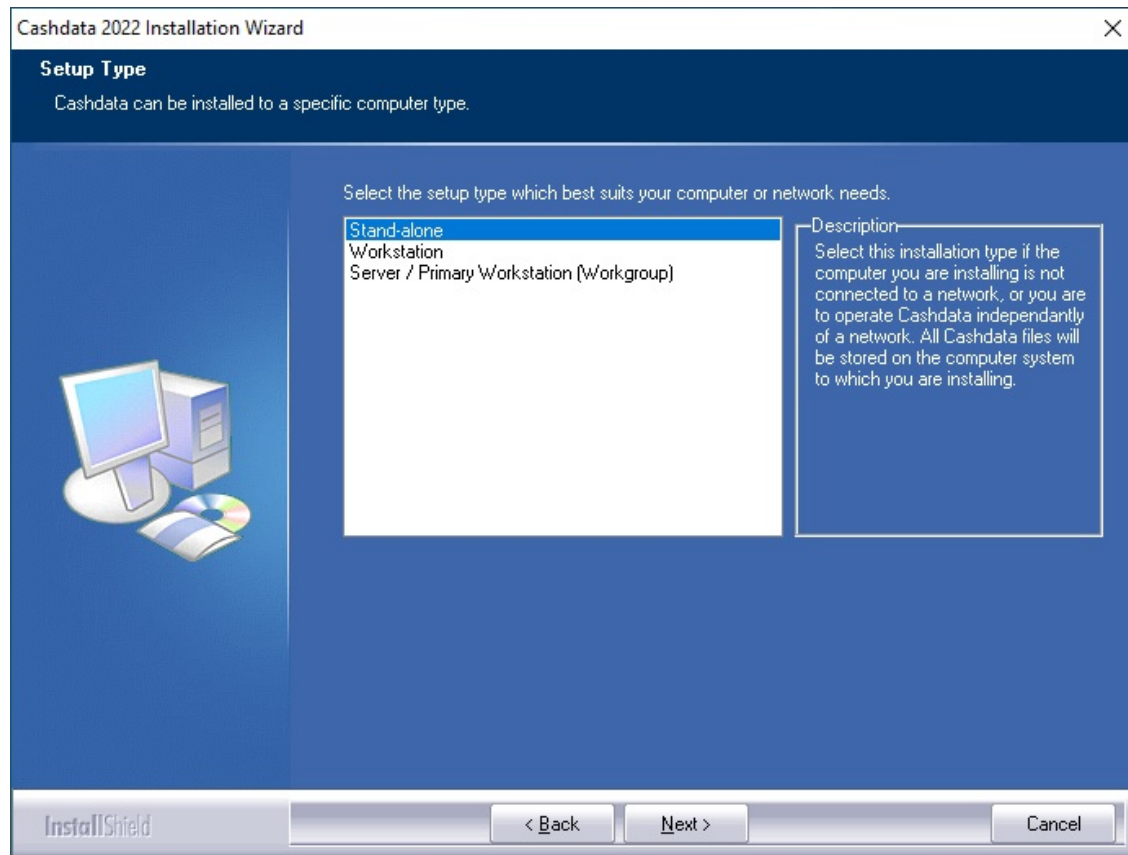 Cashdata 2022 Installation Wizard
Setup Type
Cashdata can be installed to a specific computer type.
Select the setup type which best suits your computer or network needs.
Stand-alone
Workstation
Server / Primary Workstation (Workgroup)
Description
Select this installation type if the
computer you are installing is not
connected to a network, or you are
to operate Cashdata independantly
of a network. All Cashdata files will
be stored on the computer system
to which you are installing.
InstallShield
< Back
Next >
Cancel